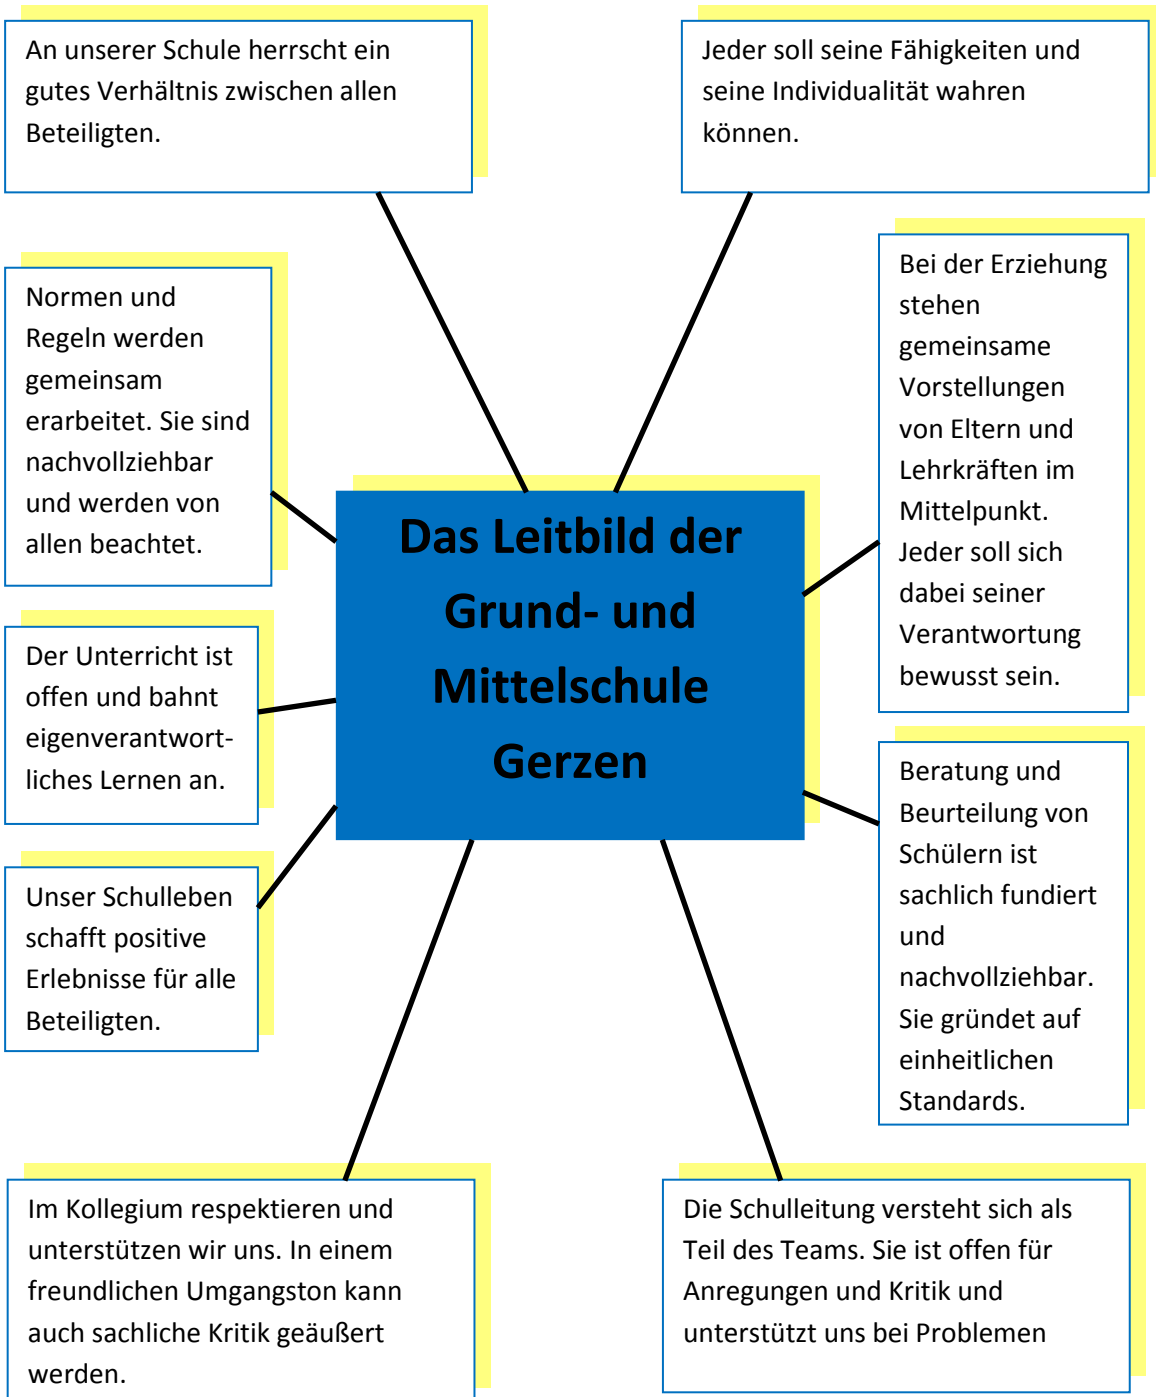 An unserer Schule herrscht ein
gutes Verhältnis zwischen allen
Beteiligten.
Jeder soll seine Fähigkeiten und
seine Individualität wahren
können.
Normen und
Regeln werden
gemeinsam
erarbeitet. Sie sind
nachvollziehbar
und werden von
allen beachtet.
Bei der Erziehung
stehen
gemeinsame
Vorstellungen
von Eltern und
Lehrkräften im
Mittelpunkt.
Jeder soll sich
dabei seiner
Verantwortung
bewusst sein.
Das Leitbild der
Grund- und
Mittelschule
Gerzen
Der Unterricht ist
offen und bahnt
eigenverantwort-
liches Lernen an.
Beratung und
Beurteilung von
Schülern ist
sachlich fundiert
und
nachvollziehbar.
Sie gründet auf
einheitlichen
Standards.
Unser Schulleben
schafft positive
Erlebnisse für alle
Beteiligten.
Im Kollegium respektieren und
unterstützen wir uns. In einem
freundlichen Umgangston kann
auch sachliche Kritik geäußert
werden.
Die Schulleitung versteht sich als
Teil des Teams. Sie ist offen für
Anregungen und Kritik und
unterstützt uns bei Problemen